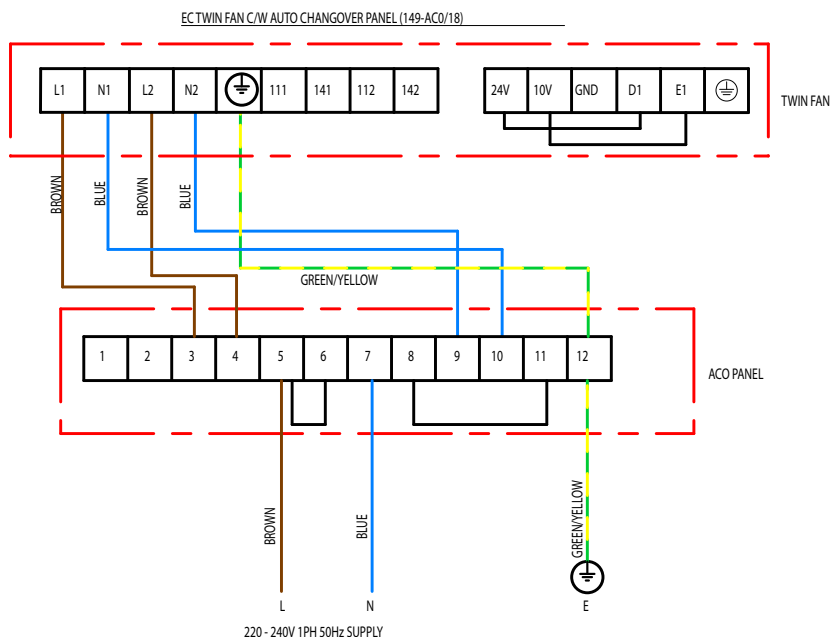 EC TWIN FAN C/W AUTO CHANGOVER PANEL (149-AC0/18)
L1 N1 L2 N2 111 141 112 142
24V 10V GND D1 E1
TWIN FAN
BROWN
BLUE
BROWN
BLUE
GREEN/YELLOW
1 2 3 4 5 6 7 8 9 10 11 12
ACO PANEL
BROWN
BLUE
GREEN/YELLOW
L N E
220 - 240V 1PH 50Hz SUPPLY